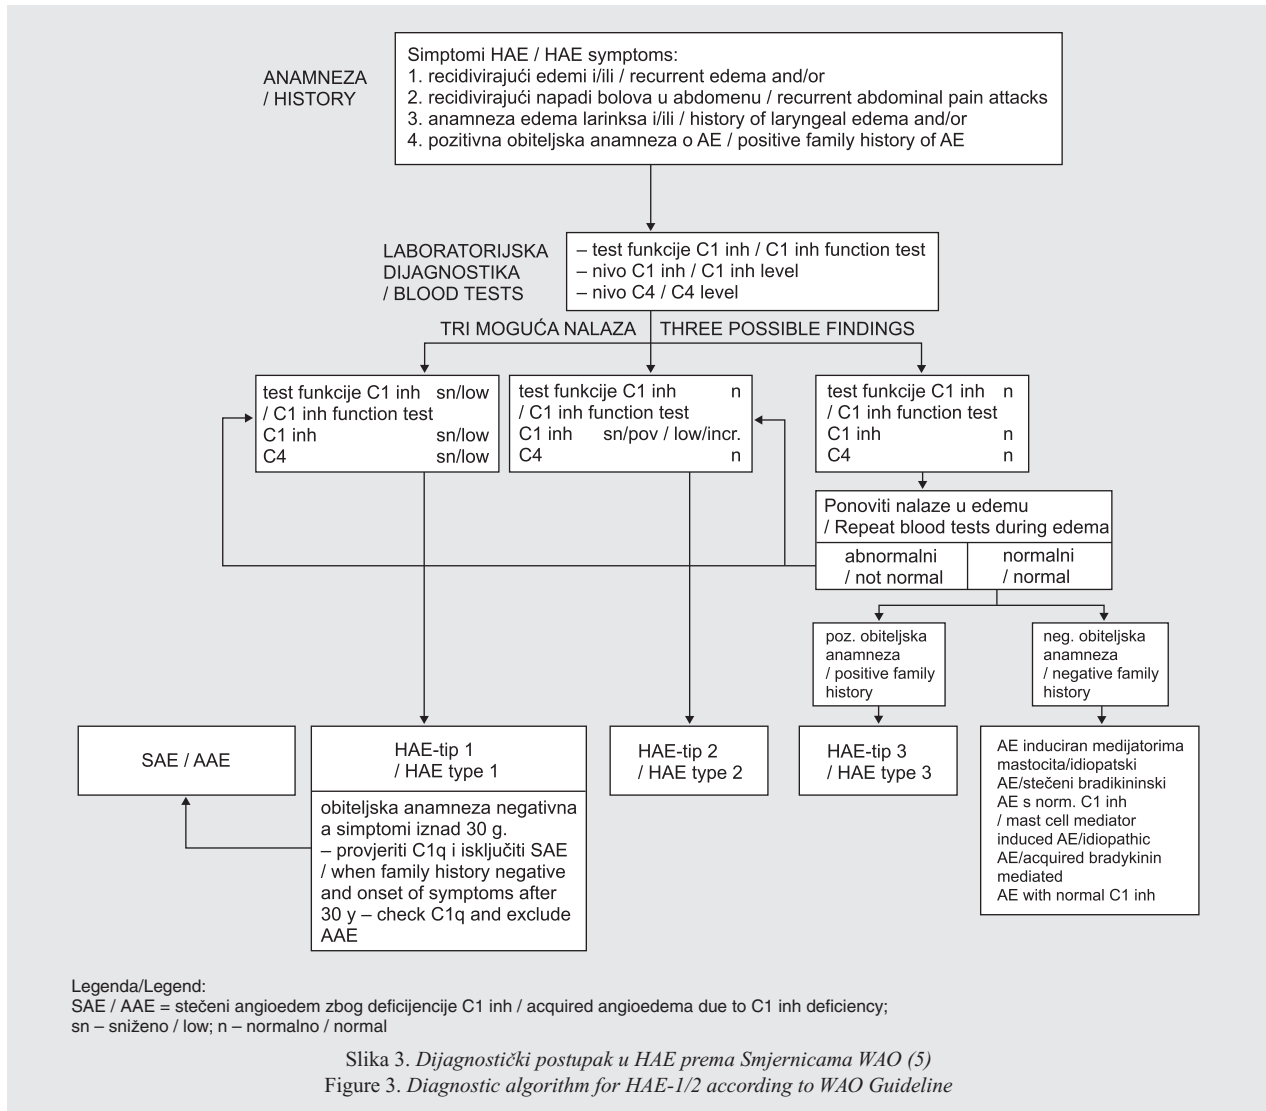 ANAMNEZA
/ HISTORY
Simptomi HAE / HAE symptoms:
1. recidivirajući edemi i/ili / recurrent edema and/or
2. recidivirajući napadi bolova u abdomenu / recurrent abdominal pain attacks
3. anamneza edema larinksa i/ili / history of laryngeal edema and/or
4. pozitivna obiteljska anamneza o AE / positive family history of AE
LABORATORIJSKA
DIJAGNOSTIKA
/ BLOOD TESTS
– test funkcije C1 inh / C1 inh function test
– nivo C1 inh / C1 inh level
– nivo C4 / C4 level
TRI MOGUĆA NALAZA THREE POSSIBLE FINDINGS
test funkcije C1 inh sn/low
/ C1 inh function test
C1 inh sn/low
C4 sn/low
test funkcije C1 inh n
/ C1 inh function test
C1 inh sn/pov / low/incr.
C4 n
test funkcije C1 inh n
/ C1 inh function test
C1 inh n
C4 n
Ponoviti nalaze u edemu
/ Repeat blood tests during edema
abnormalni
/ not normal
normalni
/ normal
poz. obiteljska
anamneza
/ positive family
history
neg. obiteljska
anamneza
/ negative family
history
SAE / AAE
HAE-tip 1
/ HAE type 1
obiteljska anamneza negativna
a simptomi iznad 30 g.
– provjeriti C1q i isključiti SAE
/ when family history negative
and onset of symptoms after
30 y – check C1q and exclude
AAE
HAE-tip 2
/ HAE type 2
HAE-tip 3
/ HAE type 3
AE induciran medijatorima
mastocita/idiopatski
AE/stečeni bradikininski
AE s norm. C1 inh
/ mast cell mediator
induced AE/idiopathic
AE/acquired bradykinin
mediated
AE with normal C1 inh
Legenda/Legend:
SAE / AAE = stečeni angioedem zbog deficijencije C1 inh / acquired angioedema due to C1 inh deficiency;
sn – sniženo / low; n – normalno / normal
Slika 3. Dijagnostički postupak u HAE prema Smjernicama WAO (5)
Figure 3. Diagnostic algorithm for HAE-1/2 according to WAO Guideline